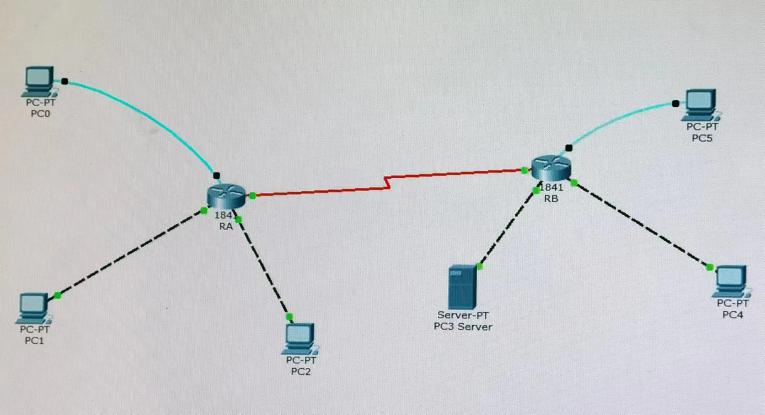 PC-PT
PC0
PC-PT
PC5
1841
RA
1841
RB
PC-PT
PC1
PC-PT
PC2
Server-PT
PC3 Server
PC-PT
PC4